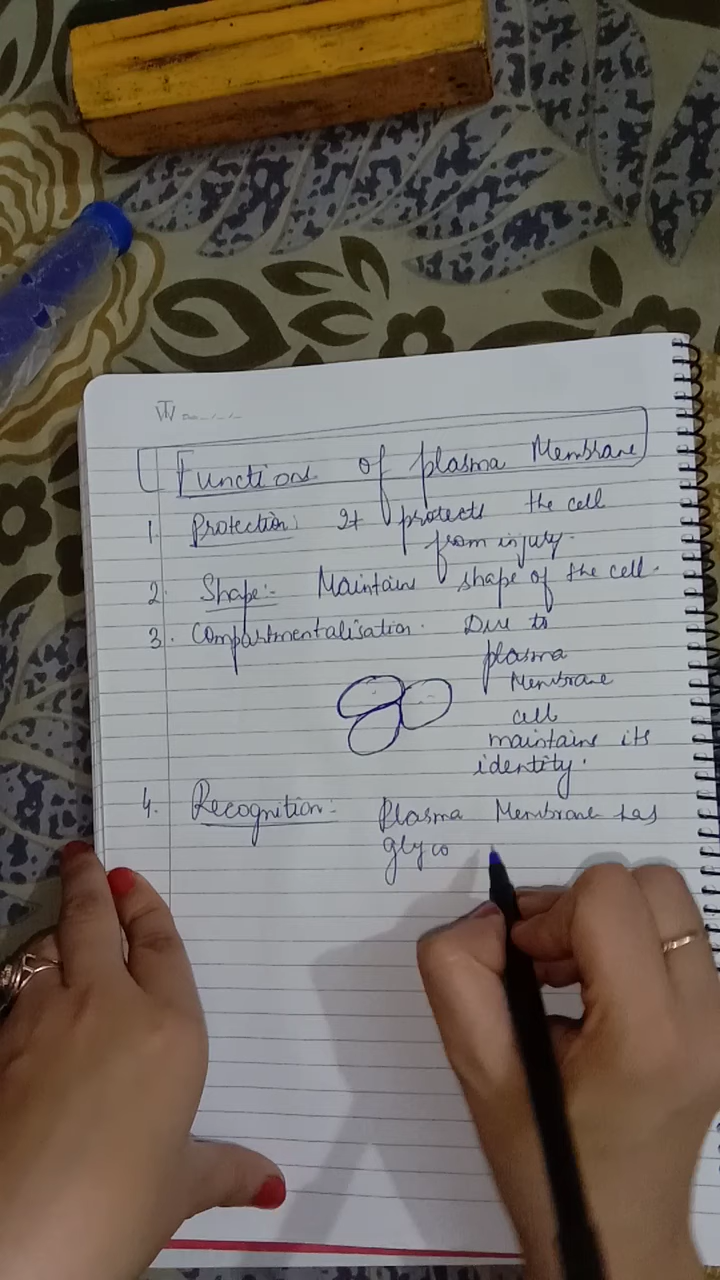 Functions of plasma Membrane
1. Protection: It protects the cell
from injury.
2. Shape:- Maintains shape of the cell.
3. Compartmentalisation. Due to
plasma
Membrane
cell
maintains its
identity.
4. Recognition:- Plasma Membrane has
glyco